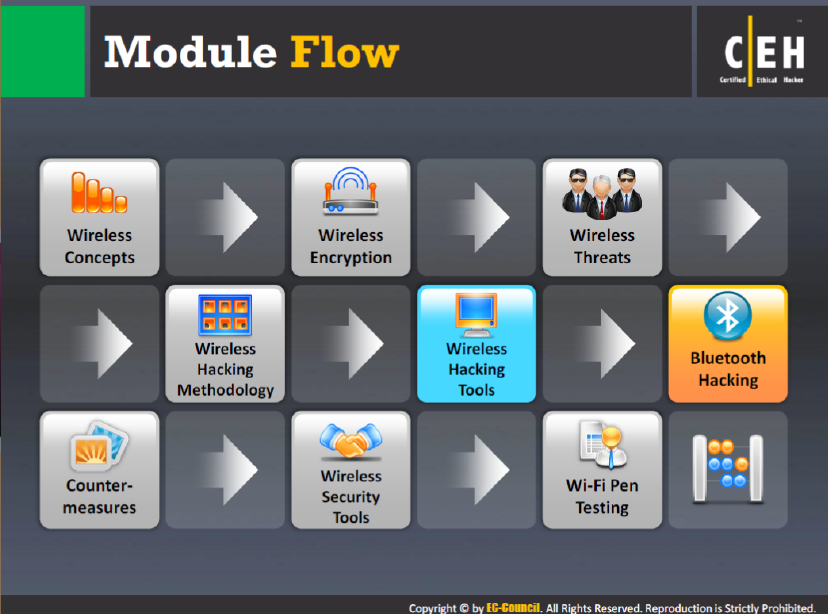 Module Flow
CEH
Certified Ethical Hacker
Wireless
Concepts
Wireless
Encryption
Wireless
Threats
Wireless
Hacking
Methodology
Wireless
Hacking
Tools
Bluetooth
Hacking
Counter-
measures
Wireless
Security
Tools
Wi-Fi Pen
Testing
Copyright © by EG-Council. All Rights Reserved. Reproduction is Strictly Prohibited.